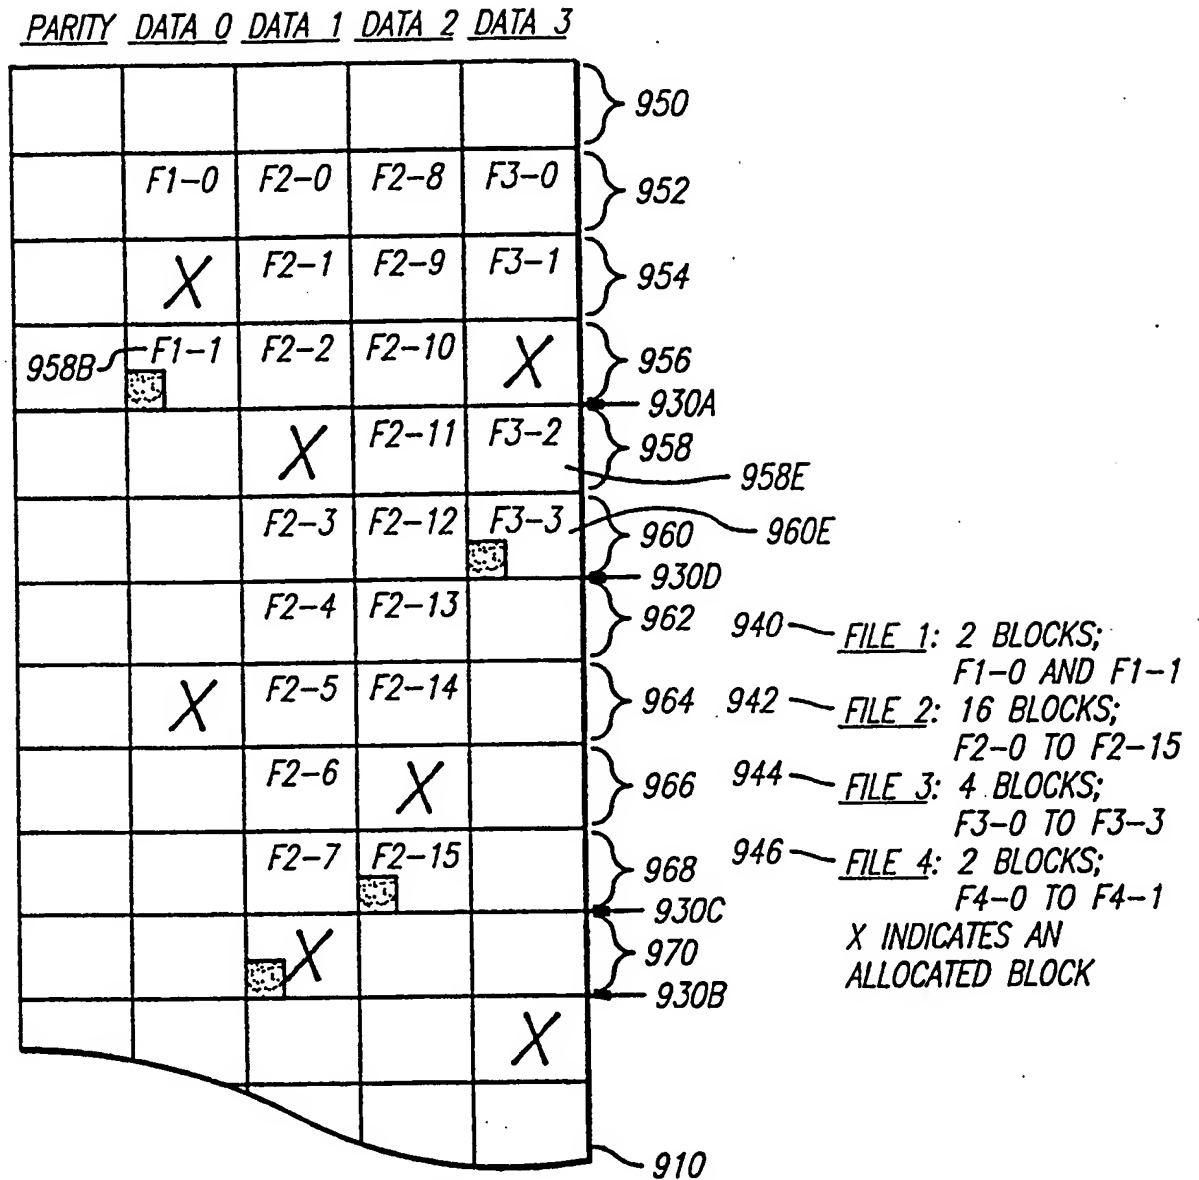 PARITY DATA 0 DATA 1 DATA 2 DATA 3
950
F1-0 F2-0 F2-8 F3-0 952
X F2-1 F2-9 F3-1 954
958B F1-1 F2-2 F2-10 X 956
930A
X F2-11 F3-2 958
958E
F2-3 F2-12 F3-3 960 960E
930D
F2-4 F2-13 962
X F2-5 F2-14 964
F2-6 X 966
F2-7 F2-15 968
930C
X 970
930B
X
910
940 FILE 1: 2 BLOCKS;
F1-0 AND F1-1
942 FILE 2: 16 BLOCKS;
F2-0 TO F2-15
944 FILE 3: 4 BLOCKS;
F3-0 TO F3-3
946 FILE 4: 2 BLOCKS;
F4-0 TO F4-1
X INDICATES AN
ALLOCATED BLOCK